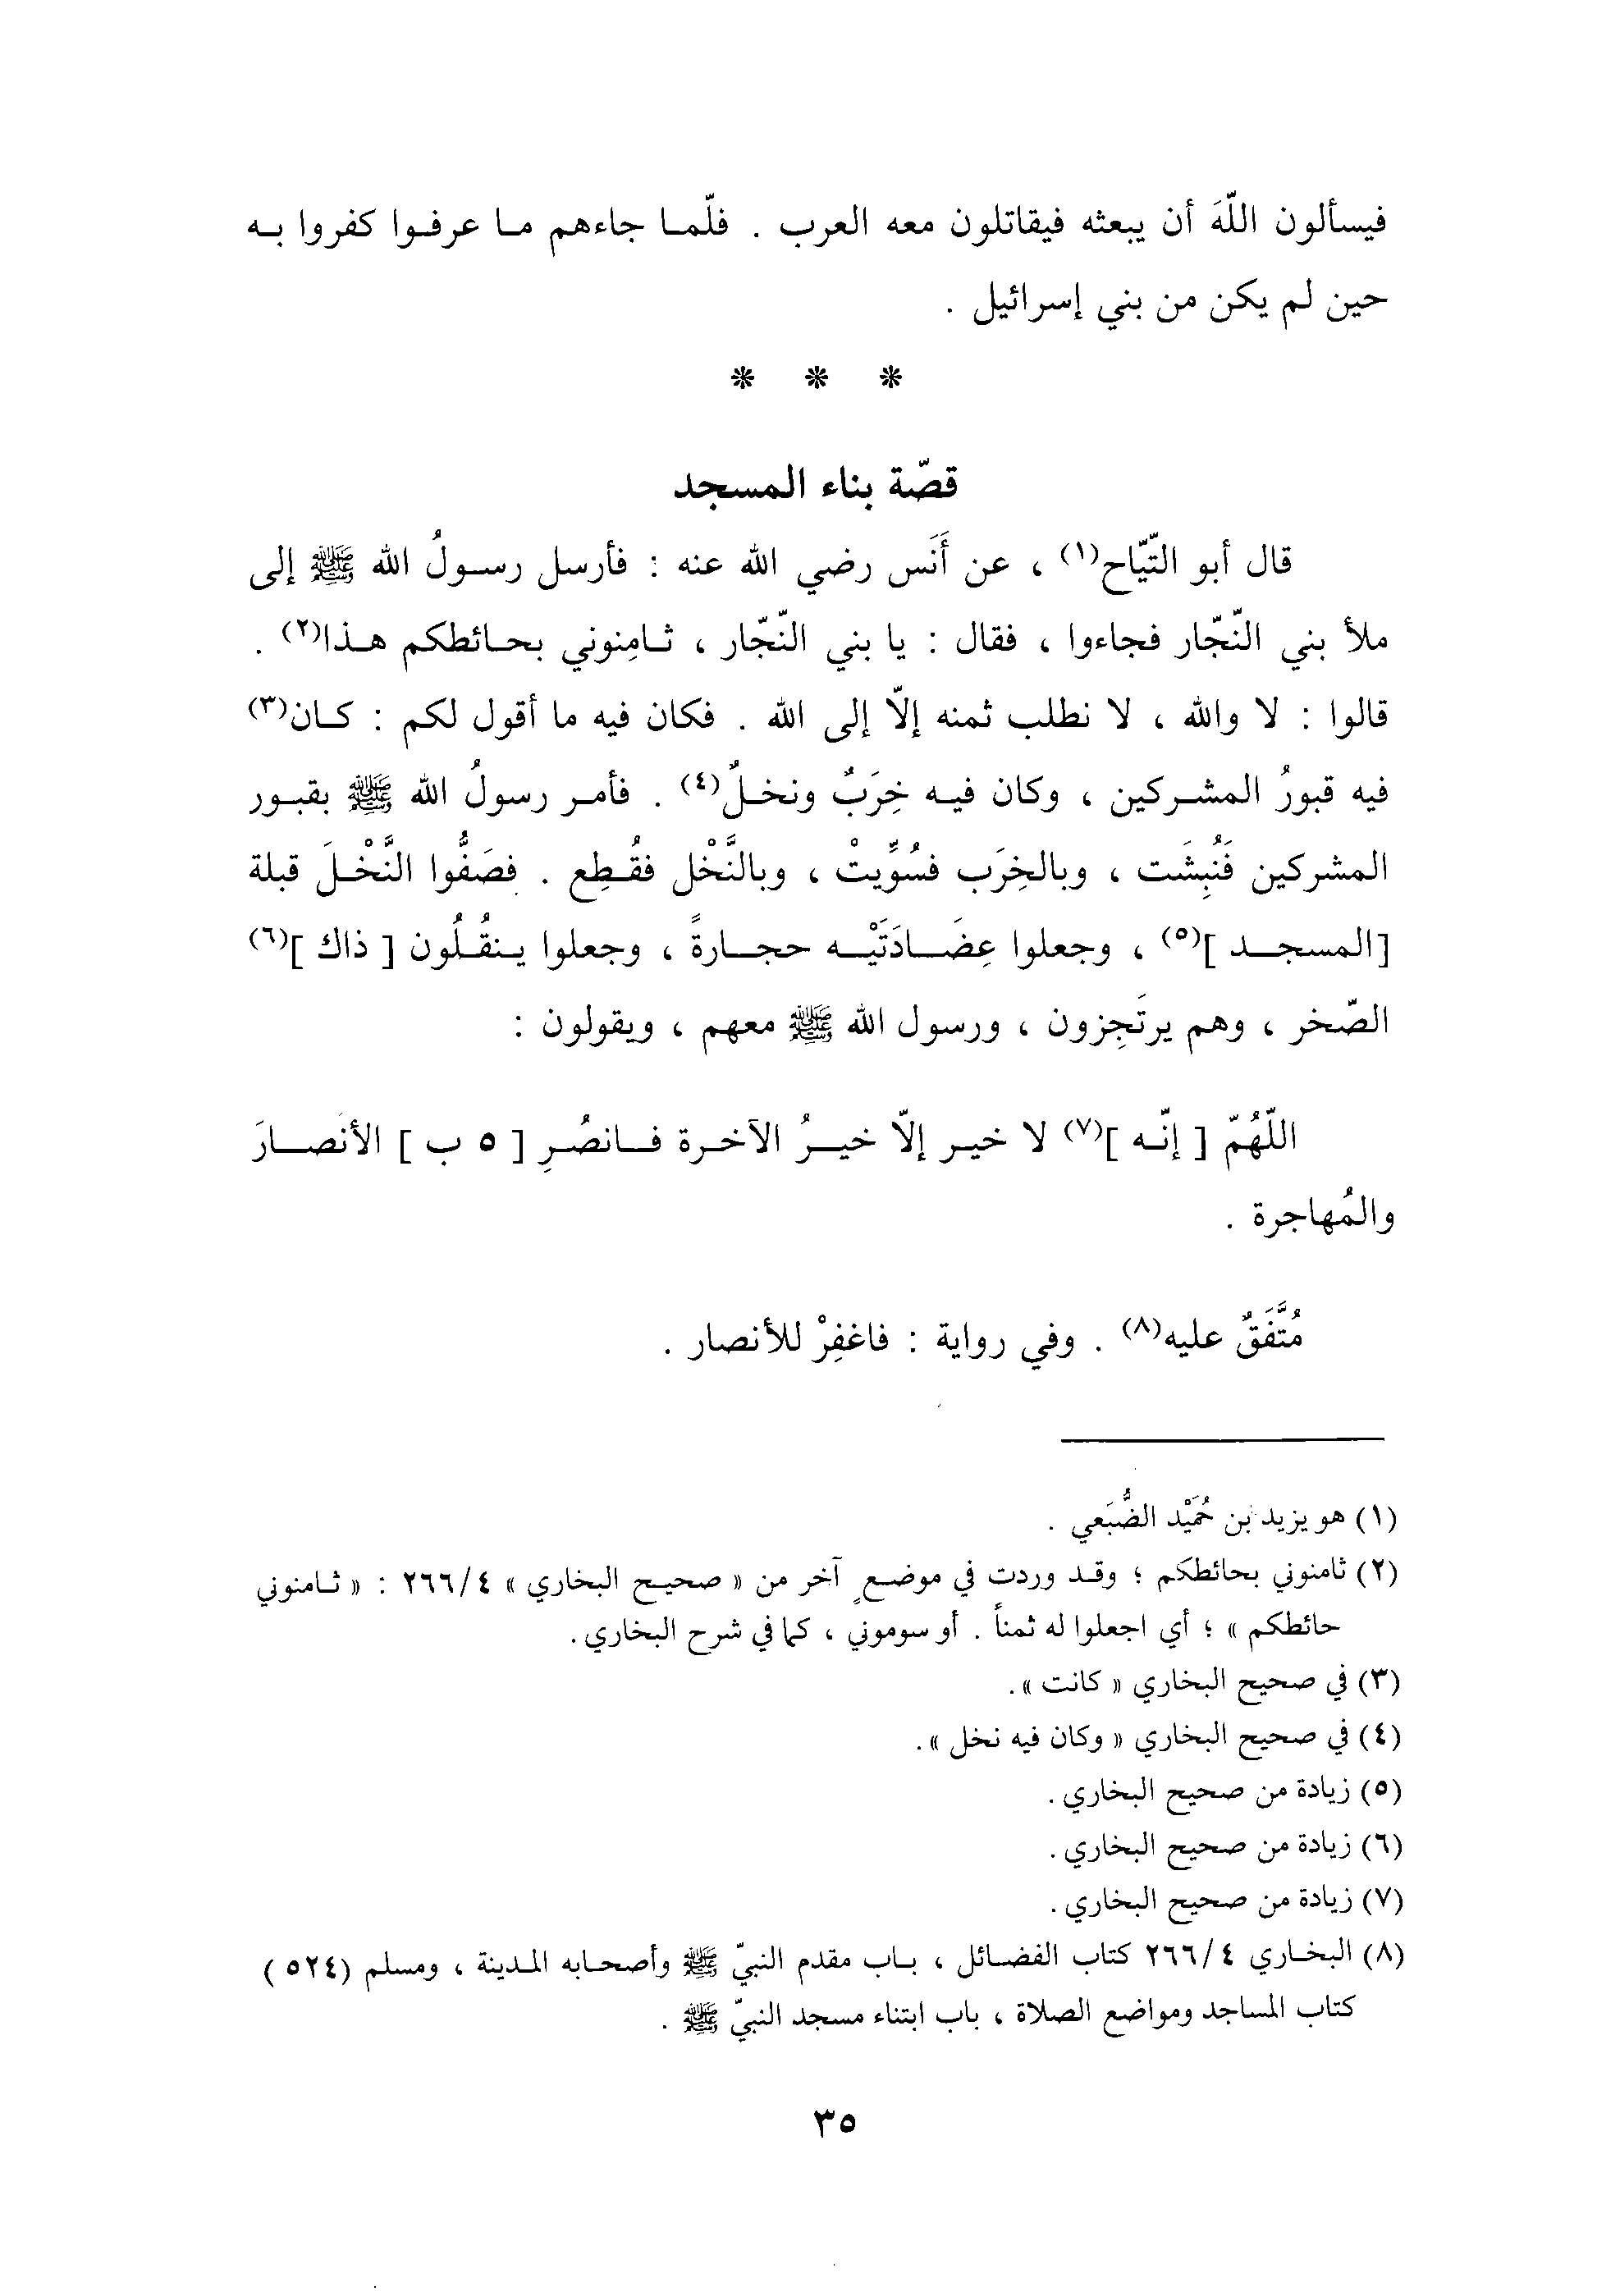 فيسألون اللّهَ أن يبعثه فيقاتلون معه العرب . فلّما جاءهم ما عرفوا كفروا به
حين لم يكن من بني إسرائيل .
* * *
قصّة بناء المسجد
قال أبو التّيّاح(١) ، عن أَنَس رضي الله عنه : فأرسل رسولُ الله ﷺ إلى
ملأ بني النّجّار فجاءوا ، فقال : يا بني النّجّار ، ثامِنوني بحائطكم هذا(٢) .
قالوا : لا والله ، لا نطلب ثمنه إلاّ إلى الله . فكان فيه ما أقول لكم : كان(٣)
فيه قبورُ المشركين ، وكان فيه خِرَبٌ ونخلٌ(٤) . فأمر رسولُ الله ﷺ بقبور
المشركين فَنُبِشَت ، وبالخِرَب فسُوِّيتْ ، وبالنَّخْل فقُطِع . فصَفُّوا النَّخْلَ قبلة
[المسجد](٥) ، وجعلوا عِضَادَتَيْه حجارةً ، وجعلوا ينقُلُون [ ذاك ](٦)
الصّخر ، وهم يرتَجِزون ، ورسول الله ﷺ معهم ، ويقولون :
اللّهُمّ [ إنّه ](٧) لا خير إلاّ خيرُ الآخرة فانصُرِ [ ٥ ب ] الأنصارَ
والمُهاجرة .
مُتَّفَقٌ عليه(٨) . وفي رواية : فاغفِرْ للأنصار .
(١) هو يزيد بن حُمَيْد الضُّبَعي .
(٢) ثامنوني بحائطكم ؛ وقد وردت في موضعٍ آخر من « صحيح البخاري » ٤/٢٦٦ : « ثامنوني
حائطكم » ؛ أي اجعلوا له ثمناً . أو سوموني ، كما في شرح البخاري .
(٣) في صحيح البخاري « كانت » .
(٤) في صحيح البخاري « وكان فيه نخل » .
(٥) زيادة من صحيح البخاري .
(٦) زيادة من صحيح البخاري .
(٧) زيادة من صحيح البخاري .
(٨) البخاري ٤/٢٦٦ كتاب الفضائل ، باب مقدم النبيّ ﷺ وأصحابه المدينة ، ومسلم (٥٢٤)
كتاب المساجد ومواضع الصلاة ، باب ابتناء مسجد النبيّ ﷺ .
٣٥